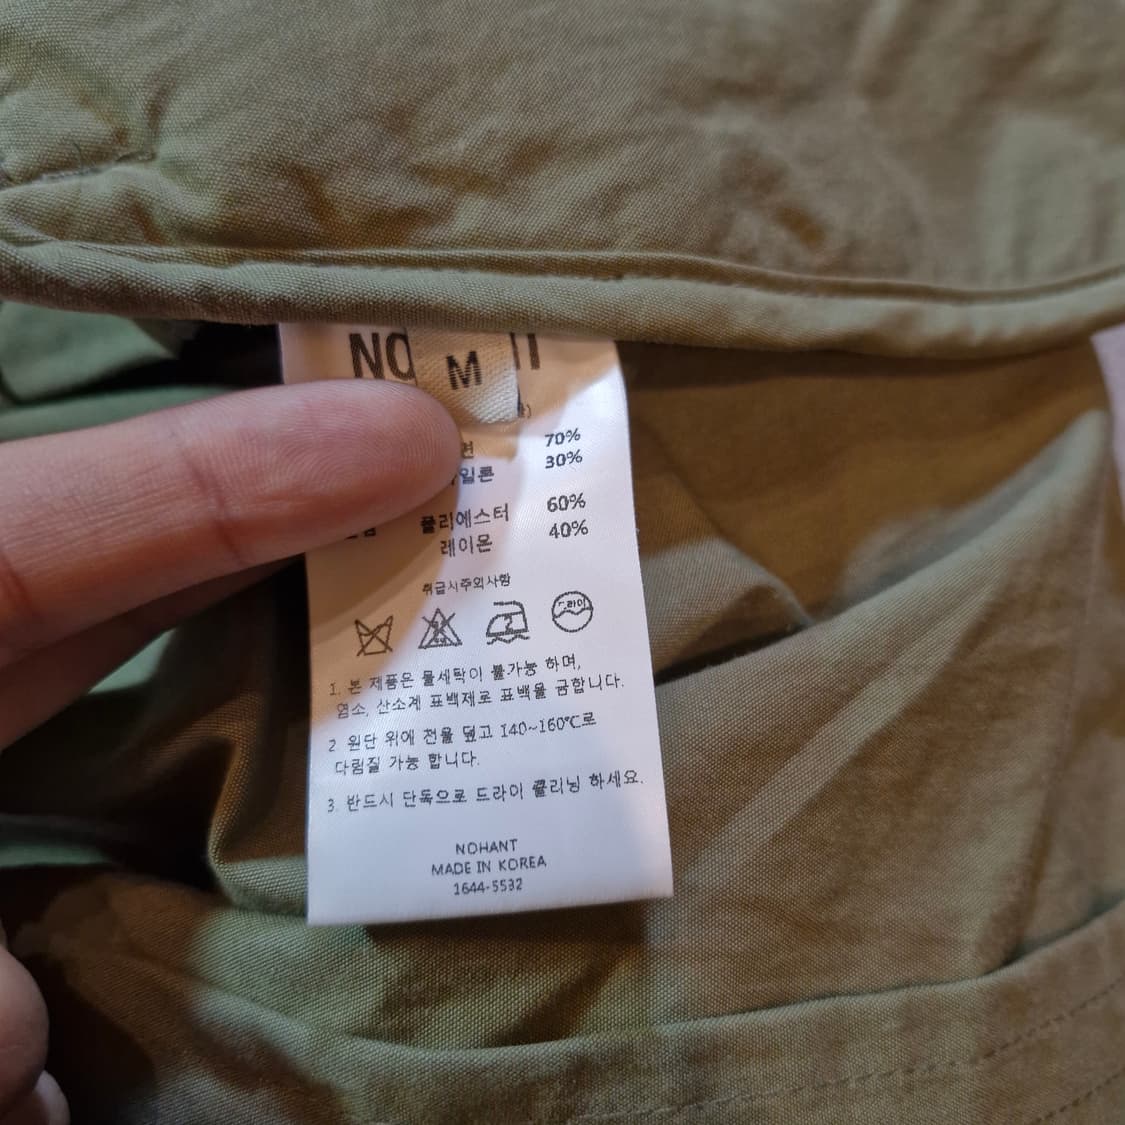 M
70%
30%
폴리에스터 60%
레이온 40%
취급시주의사항
드라이
1. 본 제품은 물세탁이 불가능 하며,
염소, 산소계 표백제로 표백을 금합니다.
2. 원단 위에 천을 덮고 140~160℃로
다림질 가능 합니다.
3. 반드시 단독으로 드라이 클리닝 하세요.
NOHANT
MADE IN KOREA
1644-5532